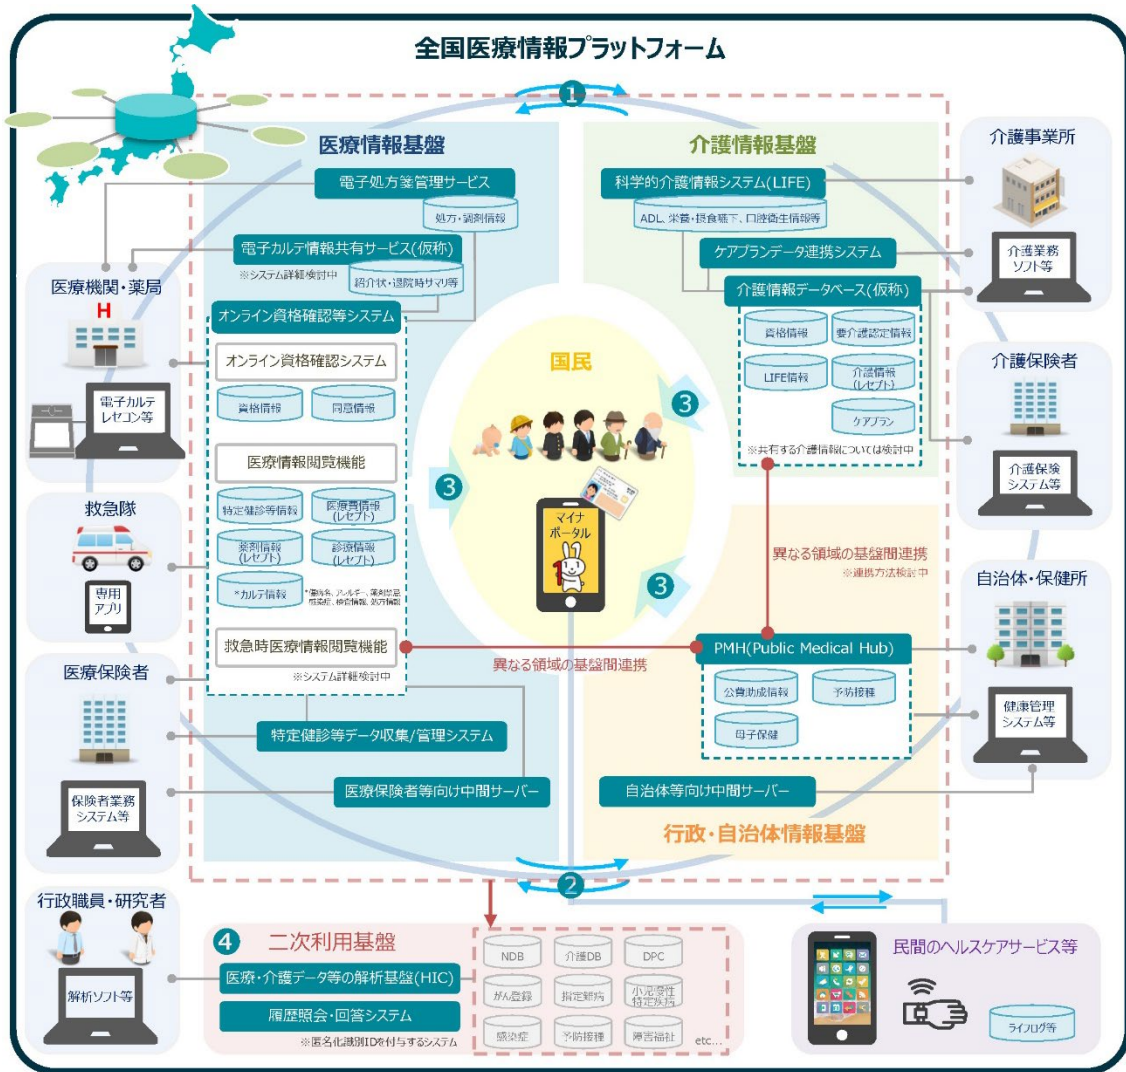 全国医療情報プラットフォーム
1
医療情報基盤
電子処方箋管理サービス
処方・調剤情報
電子カルテ情報共有サービス(仮称)
※システム詳細検討中
紹介状・退院時サマリ等
オンライン資格確認等システム
オンライン資格確認システム
資格情報
同意情報
医療情報閲覧機能
特定健診等情報
医療費情報
(レセプト)
薬剤情報
(レセプト)
診療情報
(レセプト)
*カルテ情報
*傷病名、アレルギー、薬剤禁忌
感染症、検査情報、処方情報
救急時医療情報閲覧機能
※システム詳細検討中
特定健診等データ収集/管理システム
医療保険者等向け中間サーバー
介護情報基盤
科学的介護情報システム(LIFE)
ADL、栄養・摂食嚥下、口腔衛生情報等
ケアプランデータ連携システム
介護情報データベース(仮称)
資格情報
要介護認定情報
LIFE情報
介護情報
(レセプト)
ケアプラン
※共有する介護情報については検討中
国民
3
3
3
マイナ
ポータル
異なる領域の基盤間連携
※連携方法検討中
異なる領域の基盤間連携
PMH(Public Medical Hub)
公費助成情報
予防接種
母子保健
自治体等向け中間サーバー
行政・自治体情報基盤
2
医療機関・薬局
H
電子カルテ
レセコン等
救急隊
専用
アプリ
医療保険者
保険者業務
システム等
行政職員・研究者
解析ソフト等
介護事業所
介護業務
ソフト等
介護保険者
介護保険
システム等
自治体・保健所
健康管理
システム等
4
二次利用基盤
医療・介護データ等の解析基盤(HIC)
履歴照会・回答システム
※匿名化識別IDを付与するシステム
NDB
介護DB
DPC
がん登録
指定難病
小児慢性
特定疾病
感染症
予防接種
障害福祉
etc...
民間のヘルスケアサービス等
ライフログ等